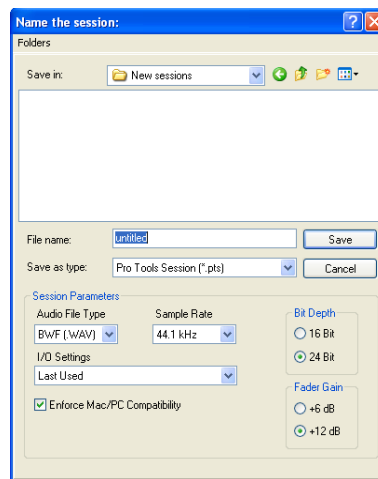 Name the session:
Folders
Save in: New sessions
File name: untitled Save
Save as type: Pro Tools Session (*.pts) Cancel
Session Parameters
Audio File Type Sample Rate Bit Depth
BWF (.WAV) 44.1 kHz 16 Bit
I/O Settings 24 Bit
Last Used
Fader Gain
Enforce Mac/PC Compatibility +6 dB
+12 dB